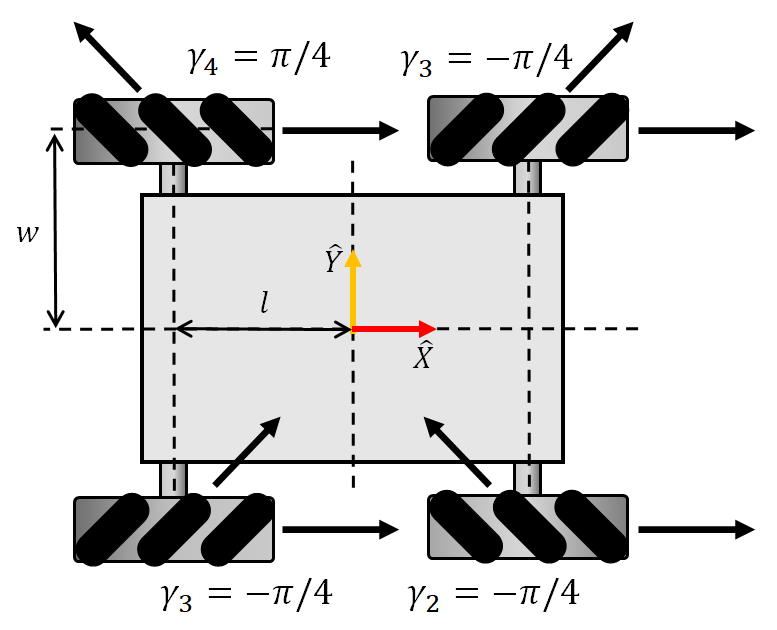 γ₄ = π/4
γ₃ = −π/4
w
Ŷ
l
X̂
γ₃ = −π/4
γ₂ = −π/4